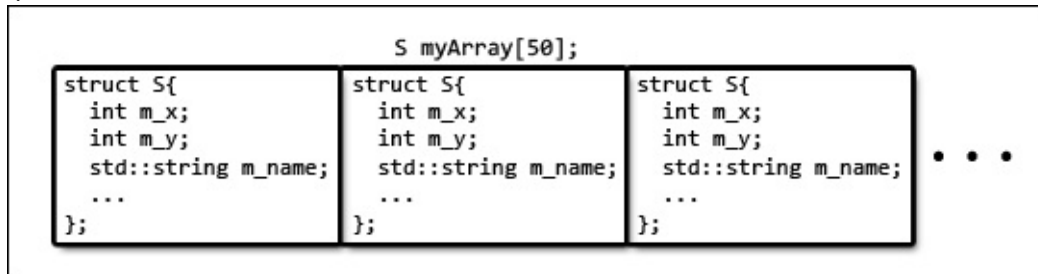 S myArray[50];
struct S{
int m_x;
int m_y;
std::string m_name;
...
};
struct S{
int m_x;
int m_y;
std::string m_name;
...
};
struct S{
int m_x;
int m_y;
std::string m_name;
...
};
...